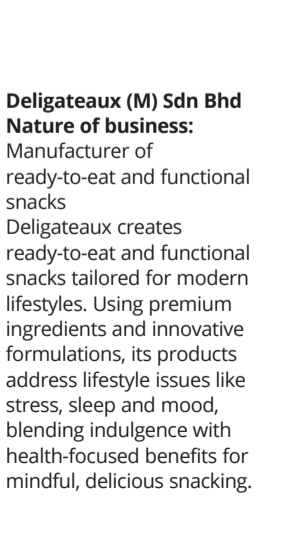 Deligateaux (M) Sdn Bhd
Nature of business:
Manufacturer of
ready-to-eat and functional
snacks
Deligateaux creates
ready-to-eat and functional
snacks tailored for modern
lifestyles. Using premium
ingredients and innovative
formulations, its products
address lifestyle issues like
stress, sleep and mood,
blending indulgence with
health-focused benefits for
mindful, delicious snacking.